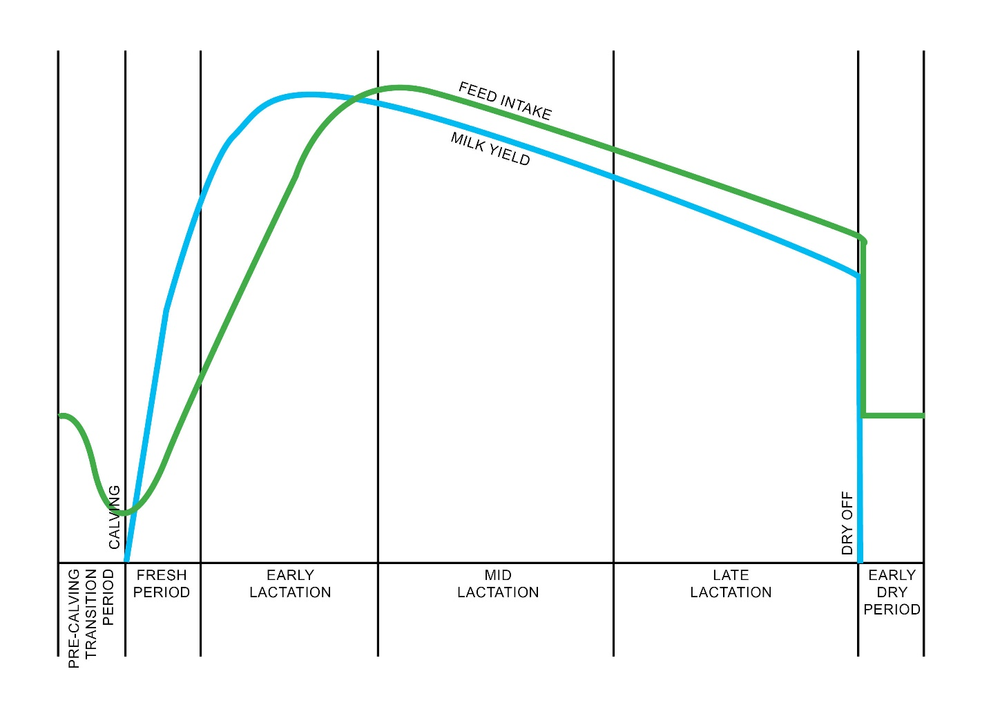 FEED INTAKE
MILK YIELD
CALVING
DRY OFF
PRE-CALVING
TRANSITION
PERIOD
FRESH
PERIOD
EARLY
LACTATION
MID
LACTATION
LATE
LACTATION
EARLY
DRY
PERIOD